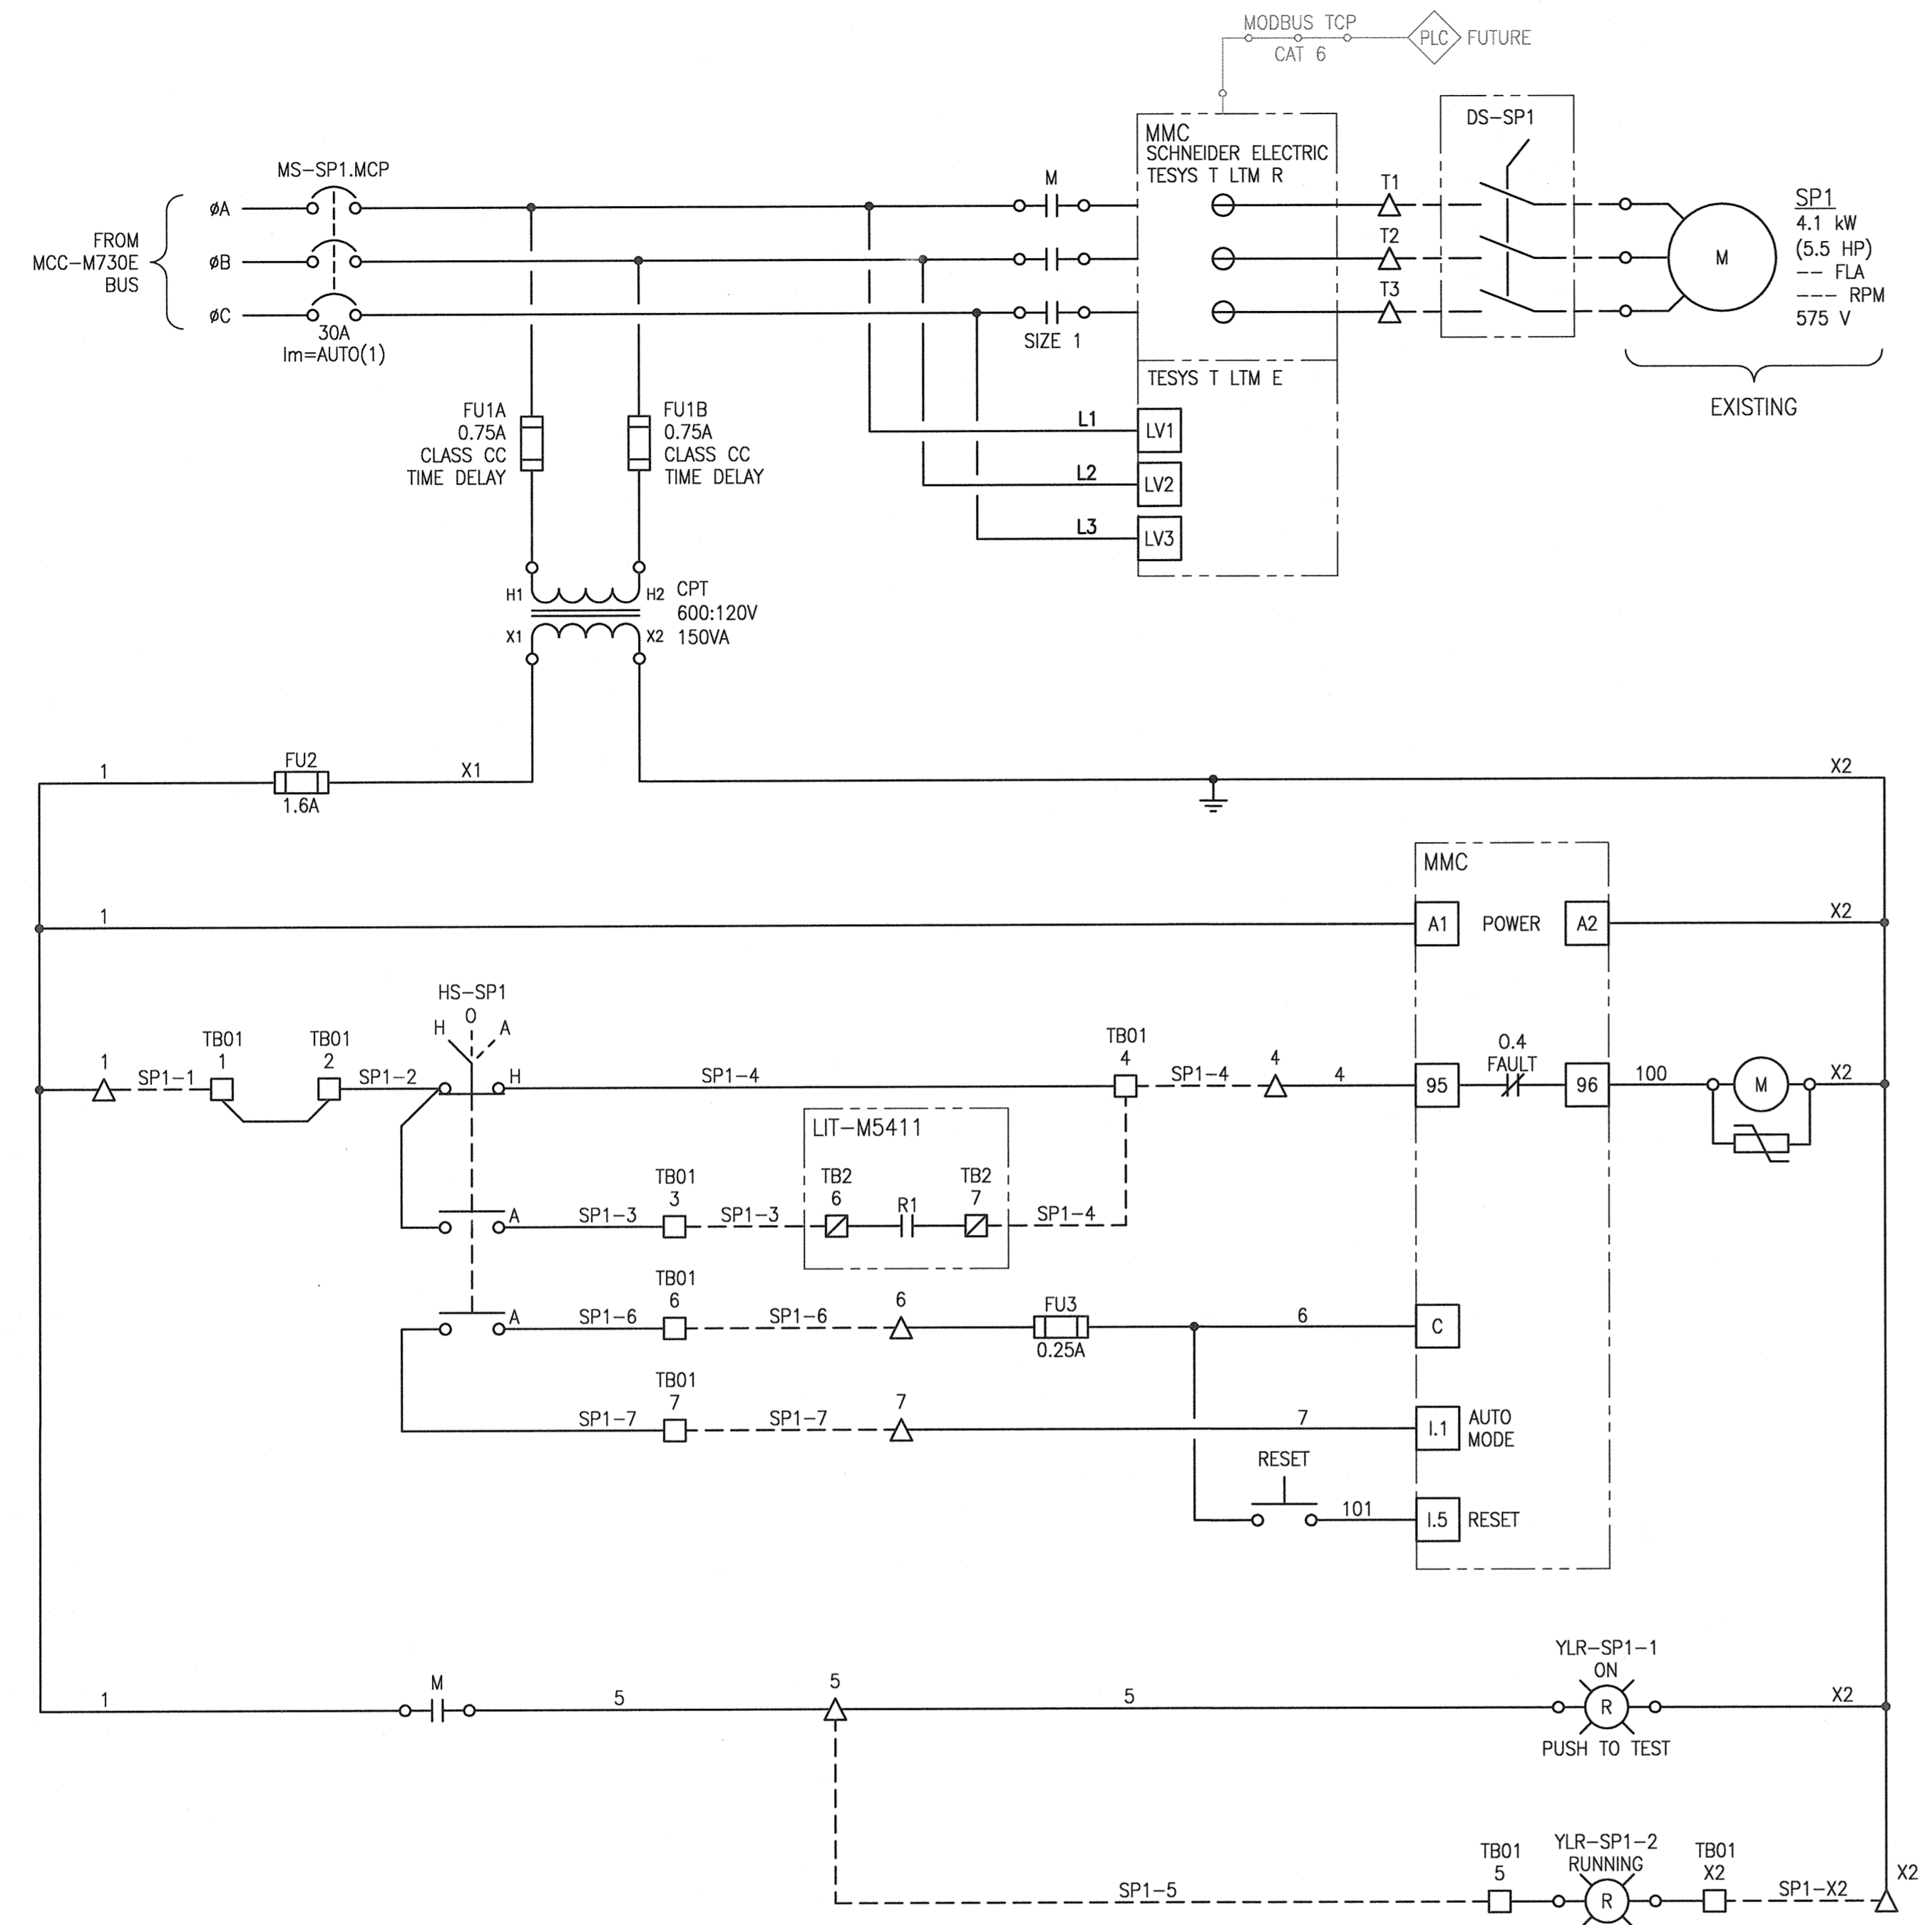 MODBUS TCP
CAT 6
PLC
FUTURE
MS-SP1.MCP
FROM
MCC-M730E
BUS
øA
øB
øC
30A
Im=AUTO(1)
M
SIZE 1
MMC
SCHNEIDER ELECTRIC
TESYS T LTM R
TESYS T LTM E
T1
T2
T3
DS-SP1
M
SP1
4.1 kW
(5.5 HP)
-- FLA
--- RPM
575 V
EXISTING
FU1A
0.75A
CLASS CC
TIME DELAY
FU1B
0.75A
CLASS CC
TIME DELAY
L1
LV1
L2
LV2
L3
LV3
H1
H2
X1
X2
CPT
600:120V
150VA
1
FU2
1.6A
X1
X2
MMC
1
A1
POWER
A2
X2
HS-SP1
H
O
A
1
SP1-1
TB01
1
TB01
2
SP1-2
H
SP1-4
TB01
4
SP1-4
4
4
95
O.4
FAULT
96
100
M
X2
A
SP1-3
TB01
3
SP1-3
LIT-M5411
TB2
6
R1
TB2
7
SP1-4
A
SP1-6
TB01
6
SP1-6
6
FU3
0.25A
6
C
SP1-7
TB01
7
SP1-7
7
7
I.1
AUTO
MODE
RESET
101
I.5
RESET
1
M
5
5
5
YLR-SP1-1
ON
R
PUSH TO TEST
X2
SP1-5
TB01
5
YLR-SP1-2
RUNNING
R
TB01
X2
SP1-X2
X2